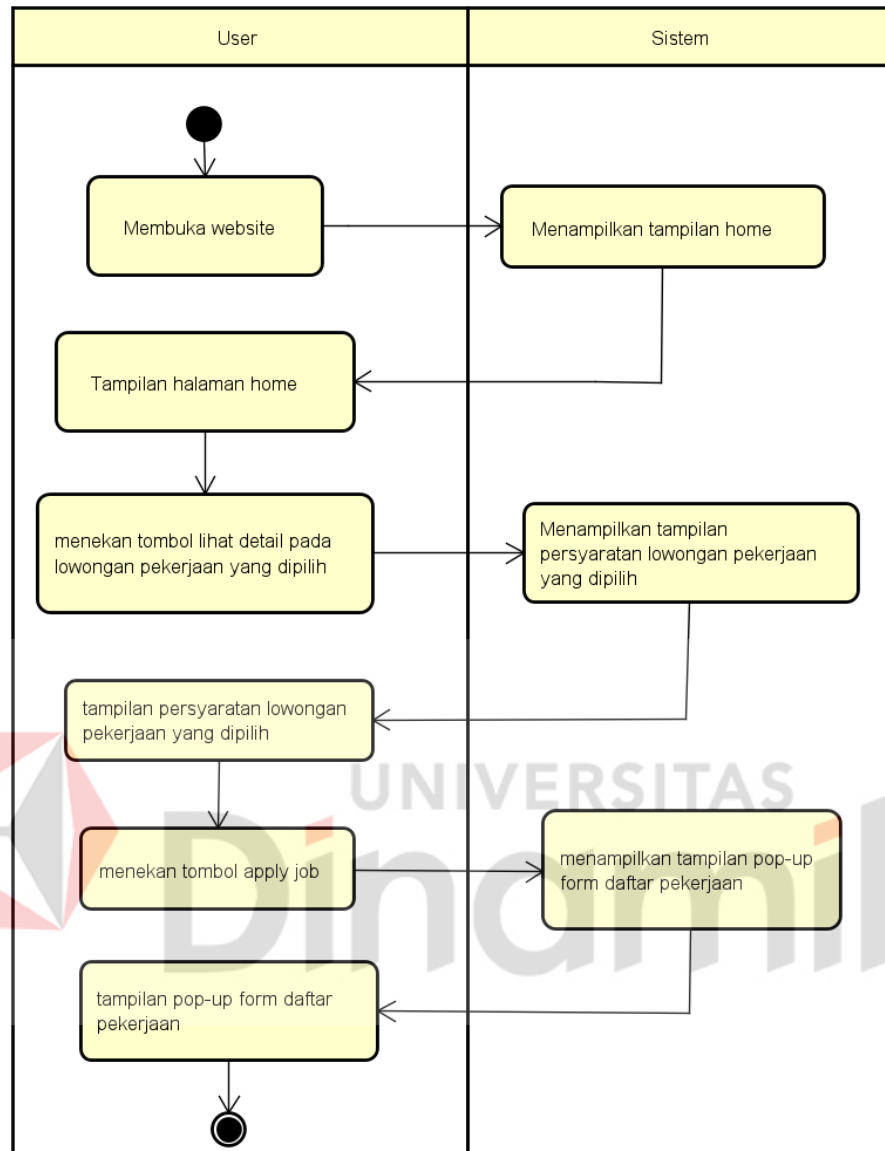 User
Sistem
Membuka website
Menampilkan tampilan home
Tampilan halaman home
menekan tombol lihat detail pada
lowongan pekerjaan yang dipilih
Menampilkan tampilan
persyaratan lowongan pekerjaan
yang dipilih
tampilan persyaratan lowongan
pekerjaan yang dipilih
UNIVERSITAS
menekan tombol apply job
menampilkan tampilan pop-up
form daftar pekerjaan
tampilan pop-up form daftar
pekerjaan